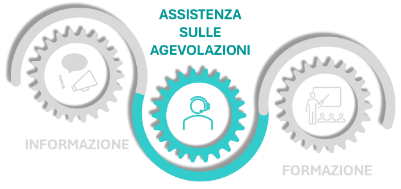 ASSISTENZA
SULLE
AGEVOLAZIONI
INFORMAZIONE
FORMAZIONE